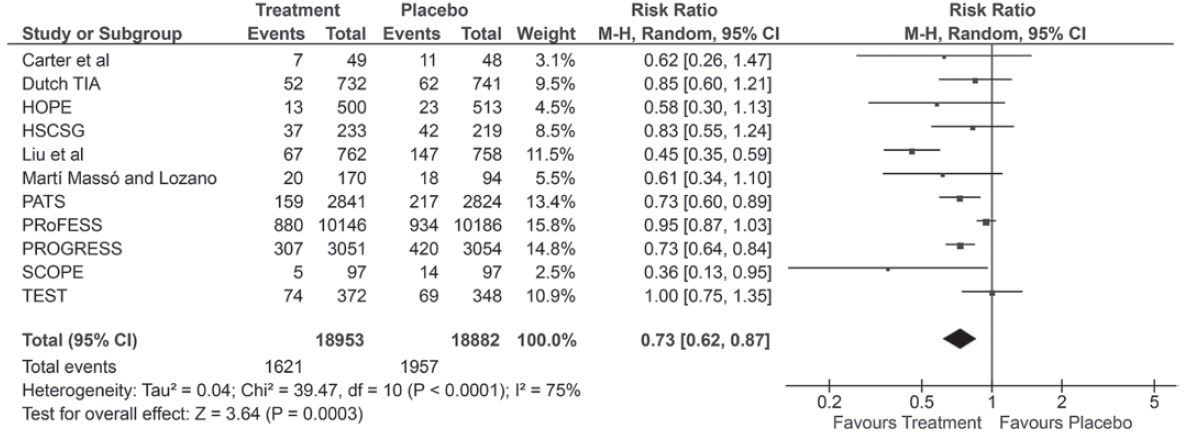 Treatment Placebo Risk Ratio Risk Ratio
Study or Subgroup Events Total Events Total Weight M-H, Random, 95% CI M-H, Random, 95% CI
Carter et al 7 49 11 48 3.1% 0.62 [0.26, 1.47]
Dutch TIA 52 732 62 741 9.5% 0.85 [0.60, 1.21]
HOPE 13 500 23 513 4.5% 0.58 [0.30, 1.13]
HSCSG 37 233 42 219 8.5% 0.83 [0.55, 1.24]
Liu et al 67 762 147 758 11.5% 0.45 [0.35, 0.59]
Martí Massó and Lozano 20 170 18 94 5.5% 0.61 [0.34, 1.10]
PATS 159 2841 217 2824 13.4% 0.73 [0.60, 0.89]
PRoFESS 880 10146 934 10186 15.8% 0.95 [0.87, 1.03]
PROGRESS 307 3051 420 3054 14.8% 0.73 [0.64, 0.84]
SCOPE 5 97 14 97 2.5% 0.36 [0.13, 0.95]
TEST 74 372 69 348 10.9% 1.00 [0.75, 1.35]
Total (95% CI) 18953 18882 100.0% 0.73 [0.62, 0.87]
Total events 1621 1957
Heterogeneity: Tau² = 0.04; Chi² = 39.47, df = 10 (P < 0.0001); I² = 75%
Test for overall effect: Z = 3.64 (P = 0.0003)
0.2 0.5 1 2 5
Favours Treatment Favours Placebo